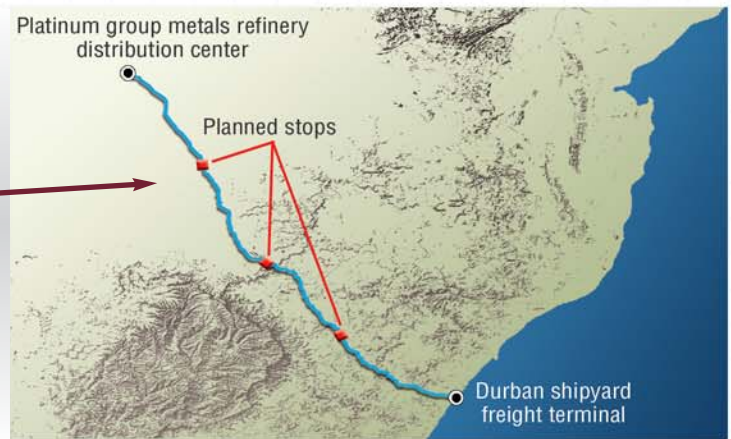 Platinum group metals refinery
distribution center
Planned stops
Durban shipyard
freight terminal